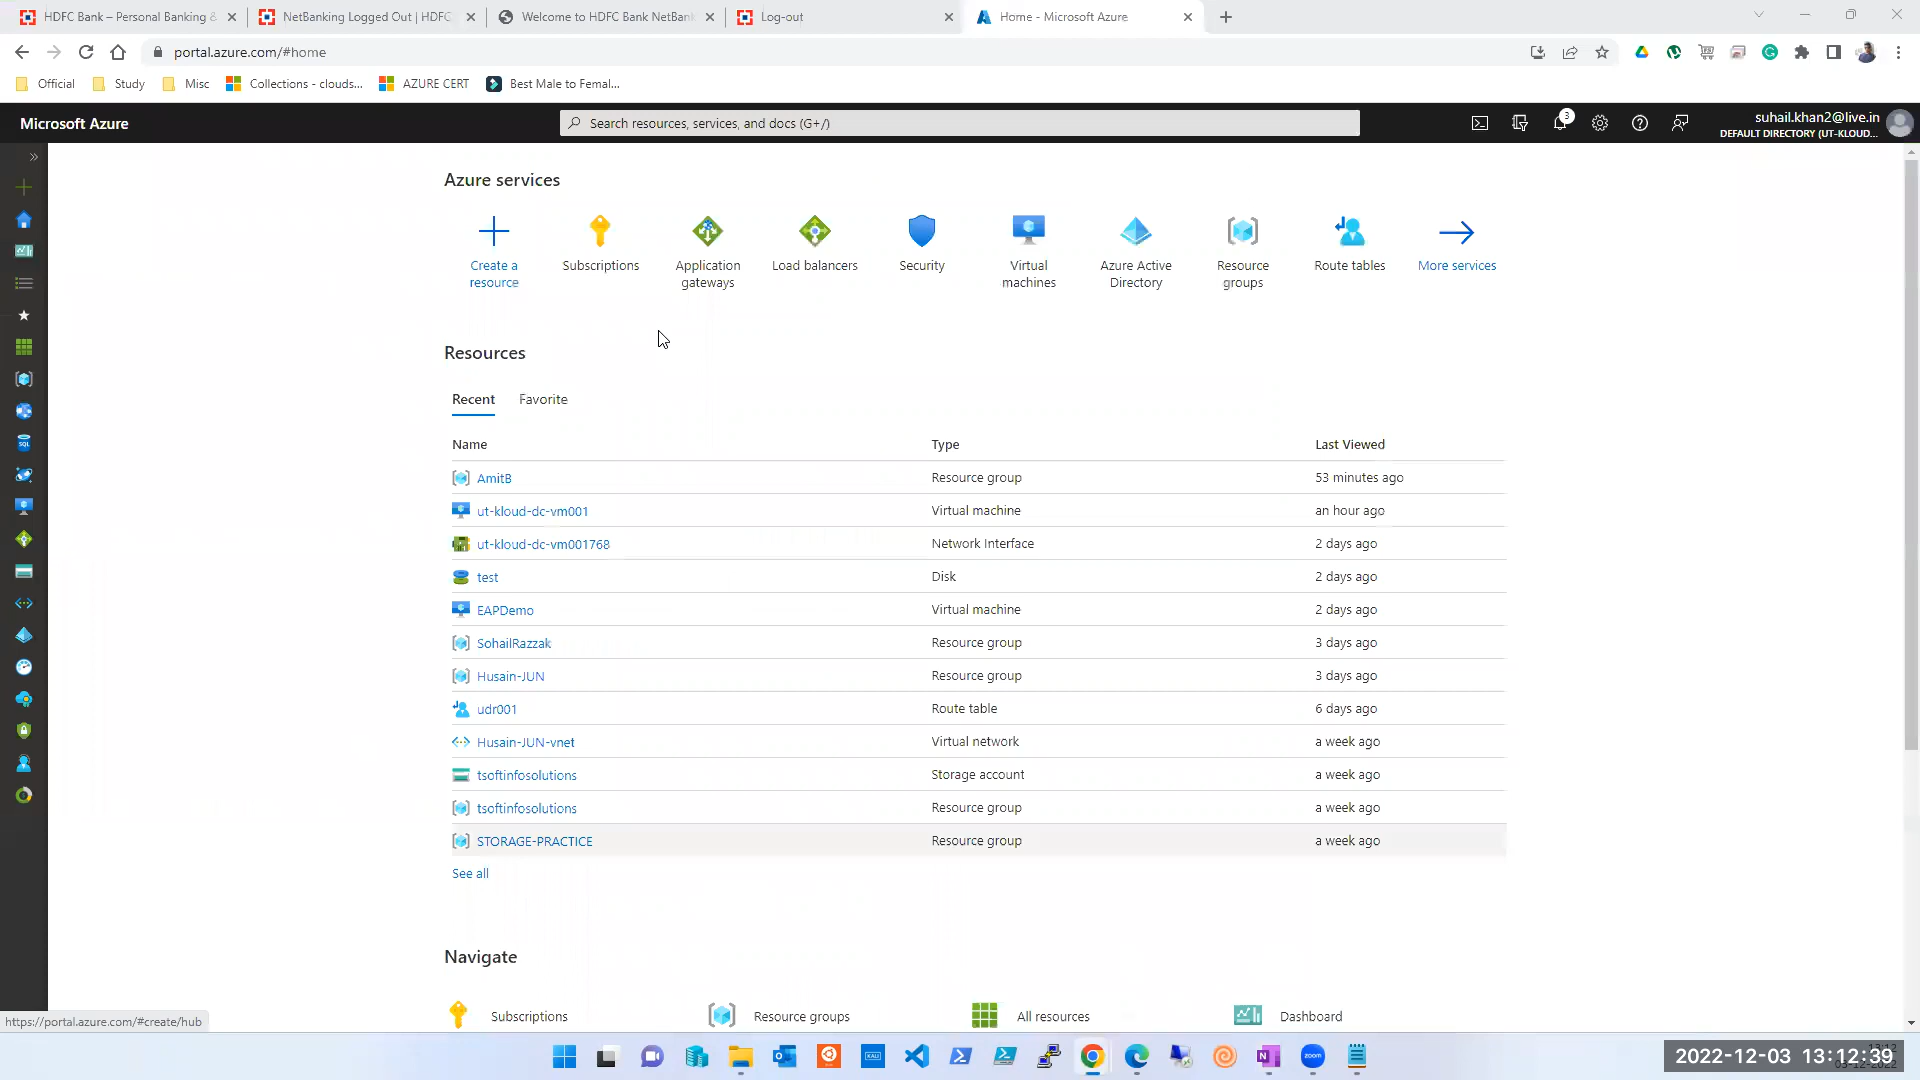 HDFC Bank – Personal Banking &
NetBanking Logged Out | HDFC
Welcome to HDFC Bank NetBank
Log-out
Home - Microsoft Azure
portal.azure.com/#home
Official
Study
Misc
Collections - clouds...
AZURE CERT
Best Male to Femal...
Microsoft Azure
Search resources, services, and docs (G+/)
3
suhail.khan2@live.in
DEFAULT DIRECTORY (UT-KLOUD...
Azure services
Create a resource
Subscriptions
Application gateways
Load balancers
Security
Virtual machines
Azure Active Directory
Resource groups
Route tables
More services
Resources
Recent Favorite
Name Type Last Viewed
AmitB Resource group 53 minutes ago
ut-kloud-dc-vm001 Virtual machine an hour ago
ut-kloud-dc-vm001768 Network Interface 2 days ago
test Disk 2 days ago
EAPDemo Virtual machine 2 days ago
SohailRazzak Resource group 3 days ago
Husain-JUN Resource group 3 days ago
udr001 Route table 6 days ago
Husain-JUN-vnet Virtual network a week ago
tsoftinfosolutions Storage account a week ago
tsoftinfosolutions Resource group a week ago
STORAGE-PRACTICE Resource group a week ago
See all
Navigate
Subscriptions
Resource groups
All resources
Dashboard
https://portal.azure.com/#create/hub
2022-12-03 13:12:39